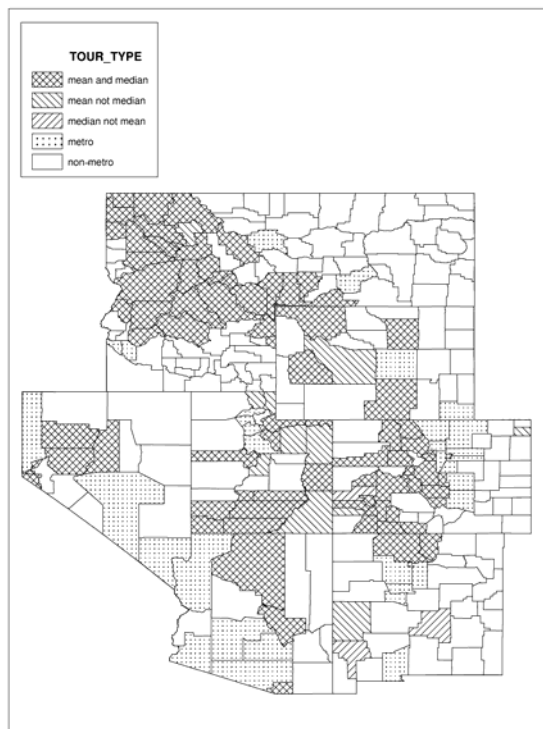 TOUR_TYPE
mean and median
mean not median
median not mean
metro
non-metro